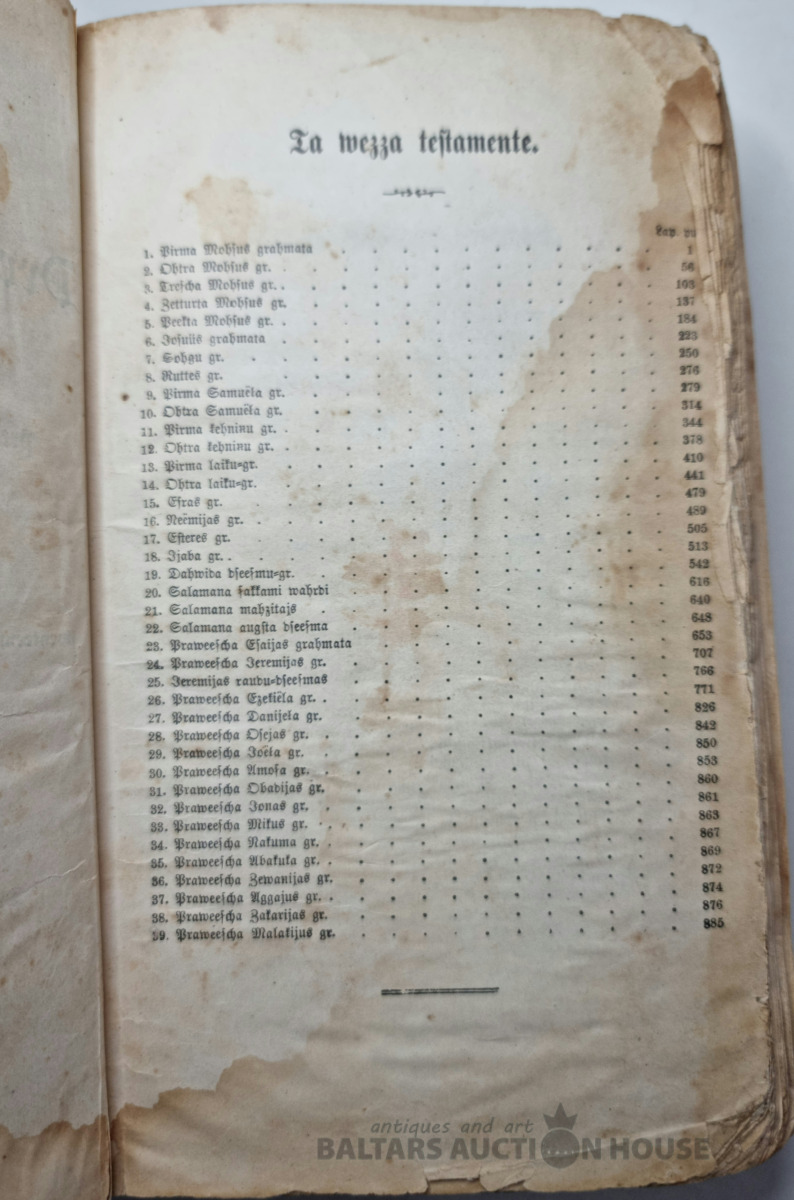 Ta wezza testamente.
Lap. pu
1. Pirma Mohsus grahmata 1
2. Ohtra Mohsus gr. 56
3. Trescha Mohsus gr. 103
4. Zetturta Mohsus gr. 137
5. Peekta Mohsus gr. 184
6. Josuüs grahmata 223
7. Sohgu gr. 250
8. Ruttes gr. 276
9. Pirma Samuëla gr. 279
10. Ohtra Samuëla gr. 314
11. Pirma kehninu gr. 344
12. Ohtra kehninu gr. 378
13. Pirma laiku-gr. 410
14. Ohtra laiku-gr. 441
15. Esras gr. 479
16. Neëmijas gr. 489
17. Esteres gr. 505
18. Ijaba gr. 513
19. Dahwida dseesmu-gr. 542
20. Salamana sakkami wahrdi 616
21. Salamana mahzitajs 640
22. Salamana augsta dseesma 648
23. Praweescha Esaijas grahmata 653
24. Praweescha Jeremijas gr. 707
25. Jeremijas raudu-dseesmas 766
26. Praweescha Ezekiëla gr. 771
27. Praweescha Danijela gr. 826
28. Praweescha Osejas gr. 842
29. Praweescha Joëla gr. 850
30. Praweescha Amosa gr. 853
31. Praweescha Obadijas gr. 860
32. Praweescha Jonas gr. 861
33. Praweescha Mikus gr. 863
34. Praweescha Nakuma gr. 867
35. Praweescha Abakuka gr. 869
36. Praweescha Zewanijas gr. 872
37. Praweescha Aggajus gr. 874
38. Praweescha Zakarijas gr. 876
39. Praweescha Malakijus gr. 885
antiques and art
BALTARS AUCTION HOUSE